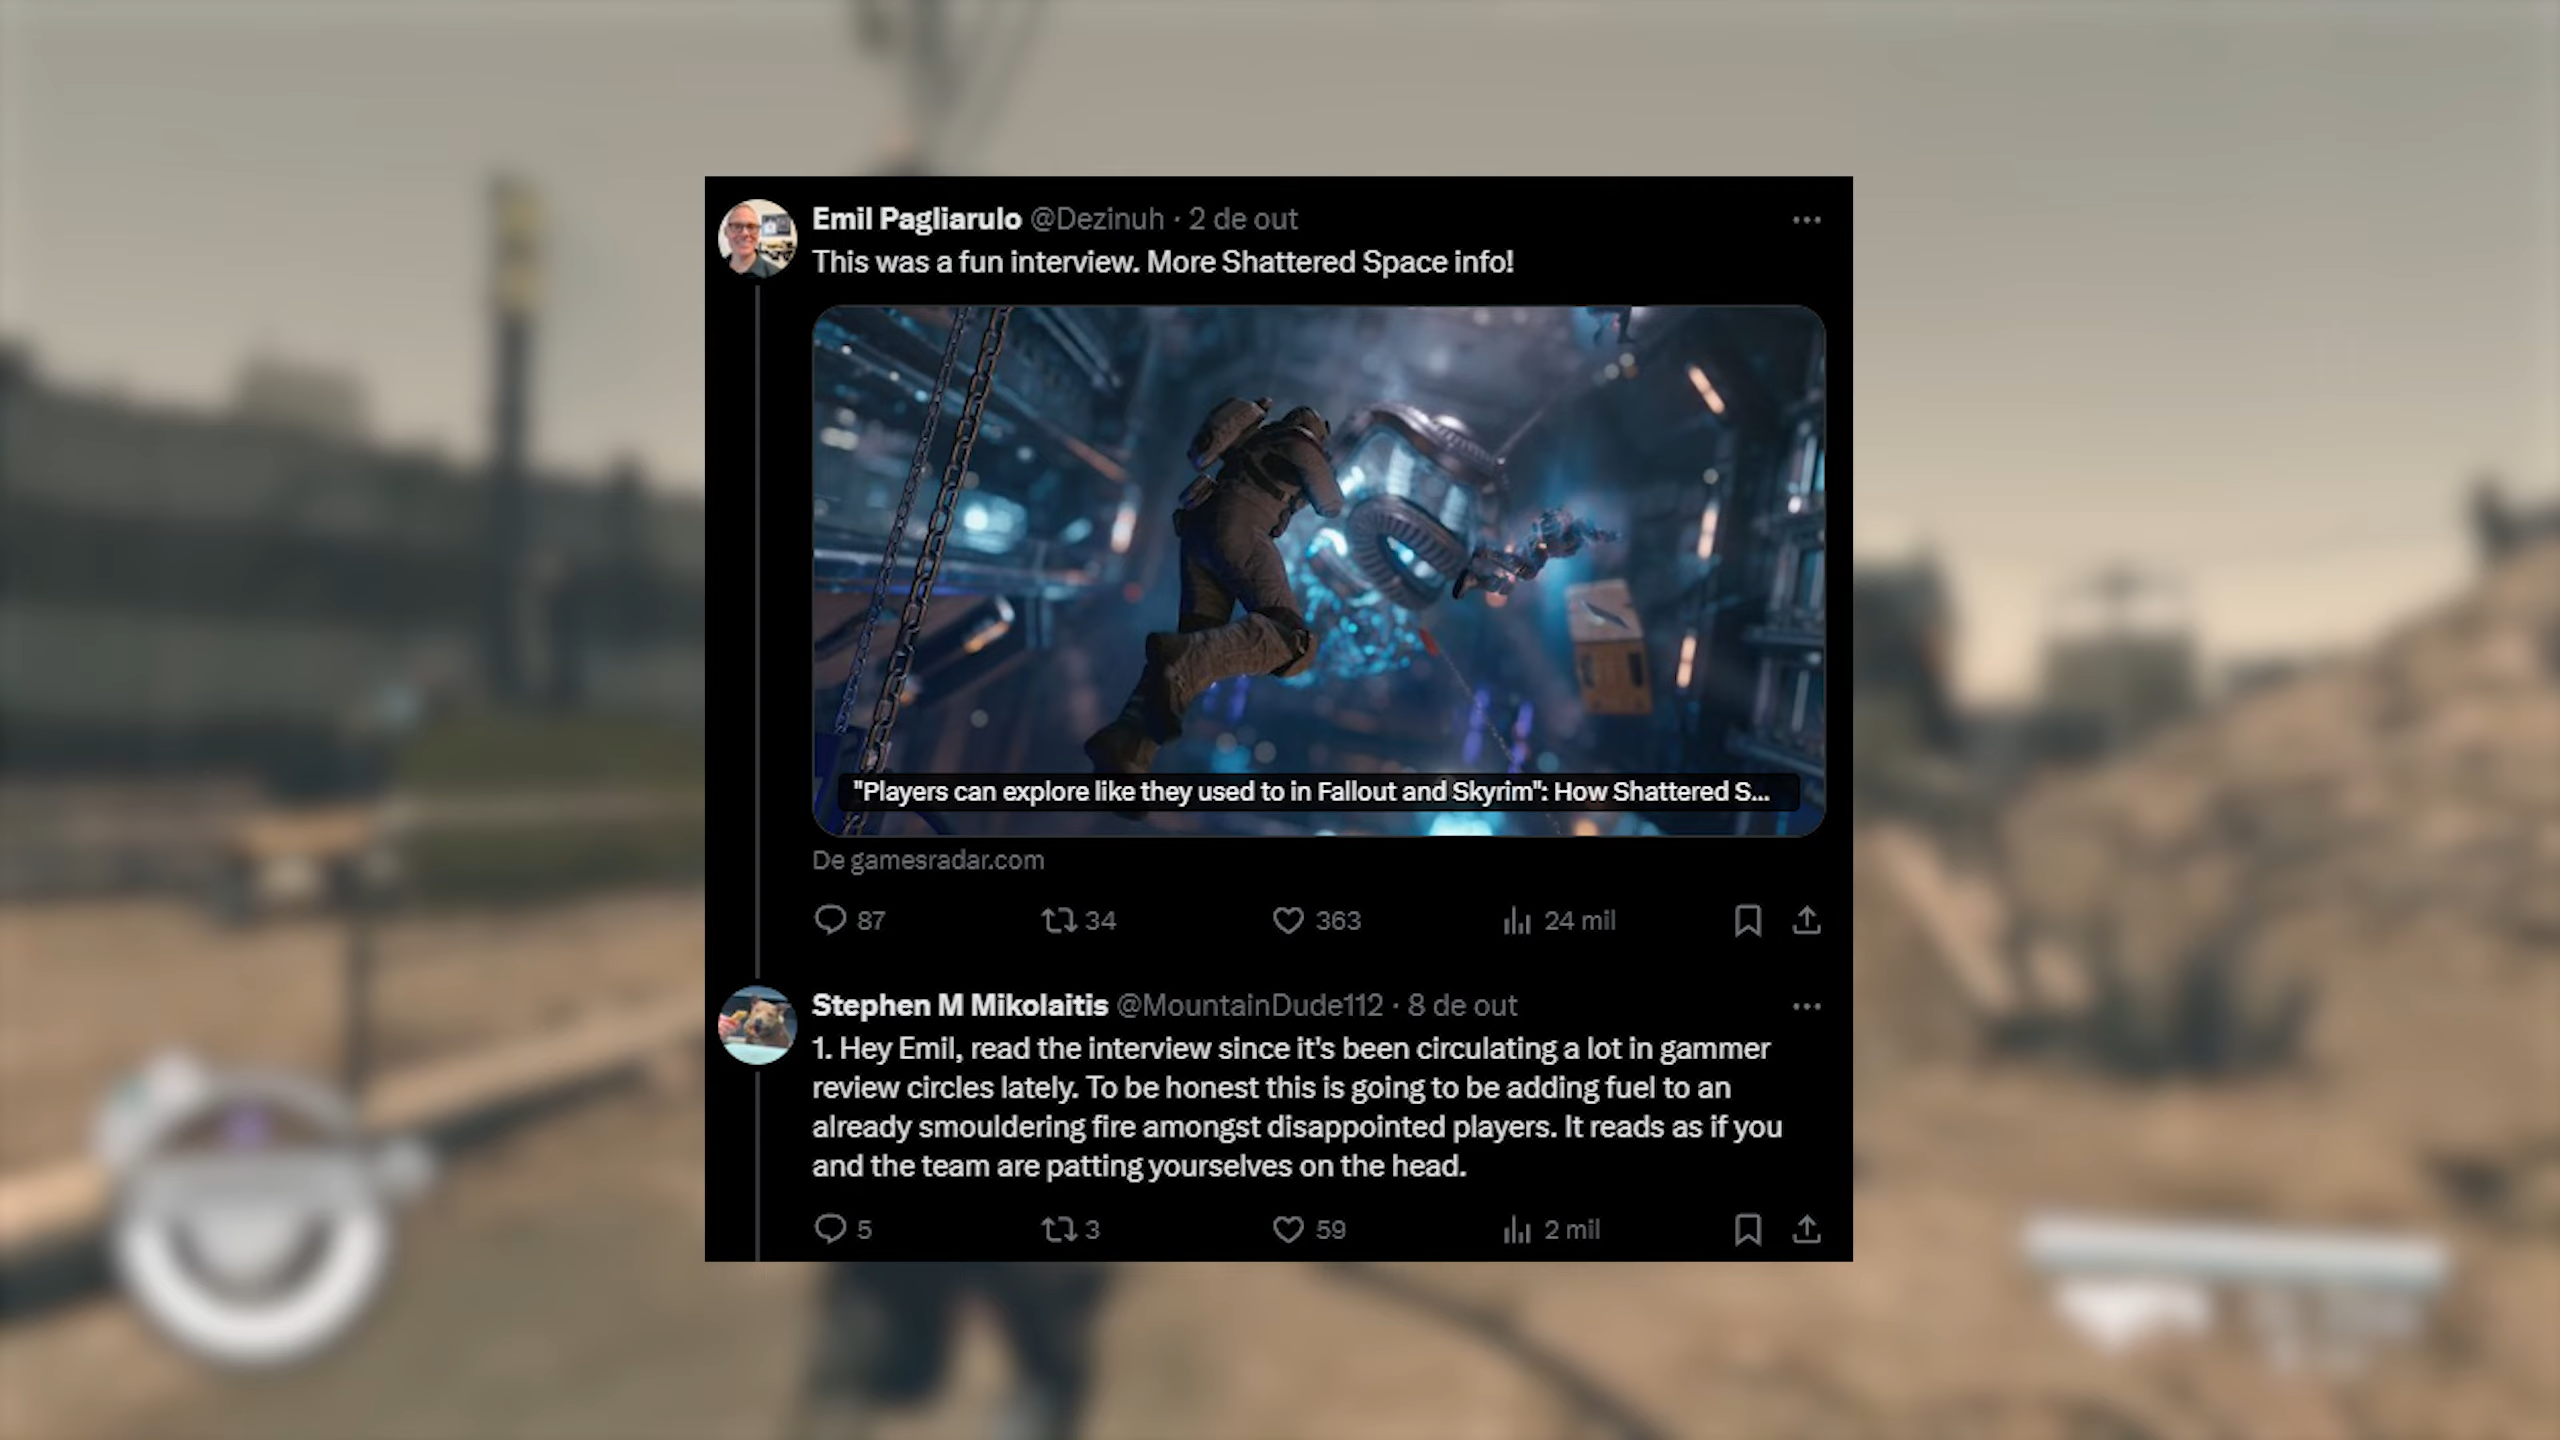 Emil Pagliarulo @Dezinuh · 2 de out
This was a fun interview. More Shattered Space info!
"Players can explore like they used to in Fallout and Skyrim": How Shattered S...
De gamesradar.com
87 34 363 24 mil
Stephen M Mikolaitis @MountainDude112 · 8 de out
1. Hey Emil, read the interview since it's been circulating a lot in gammer
review circles lately. To be honest this is going to be adding fuel to an
already smouldering fire amongst disappointed players. It reads as if you
and the team are patting yourselves on the head.
5 3 59 2 mil